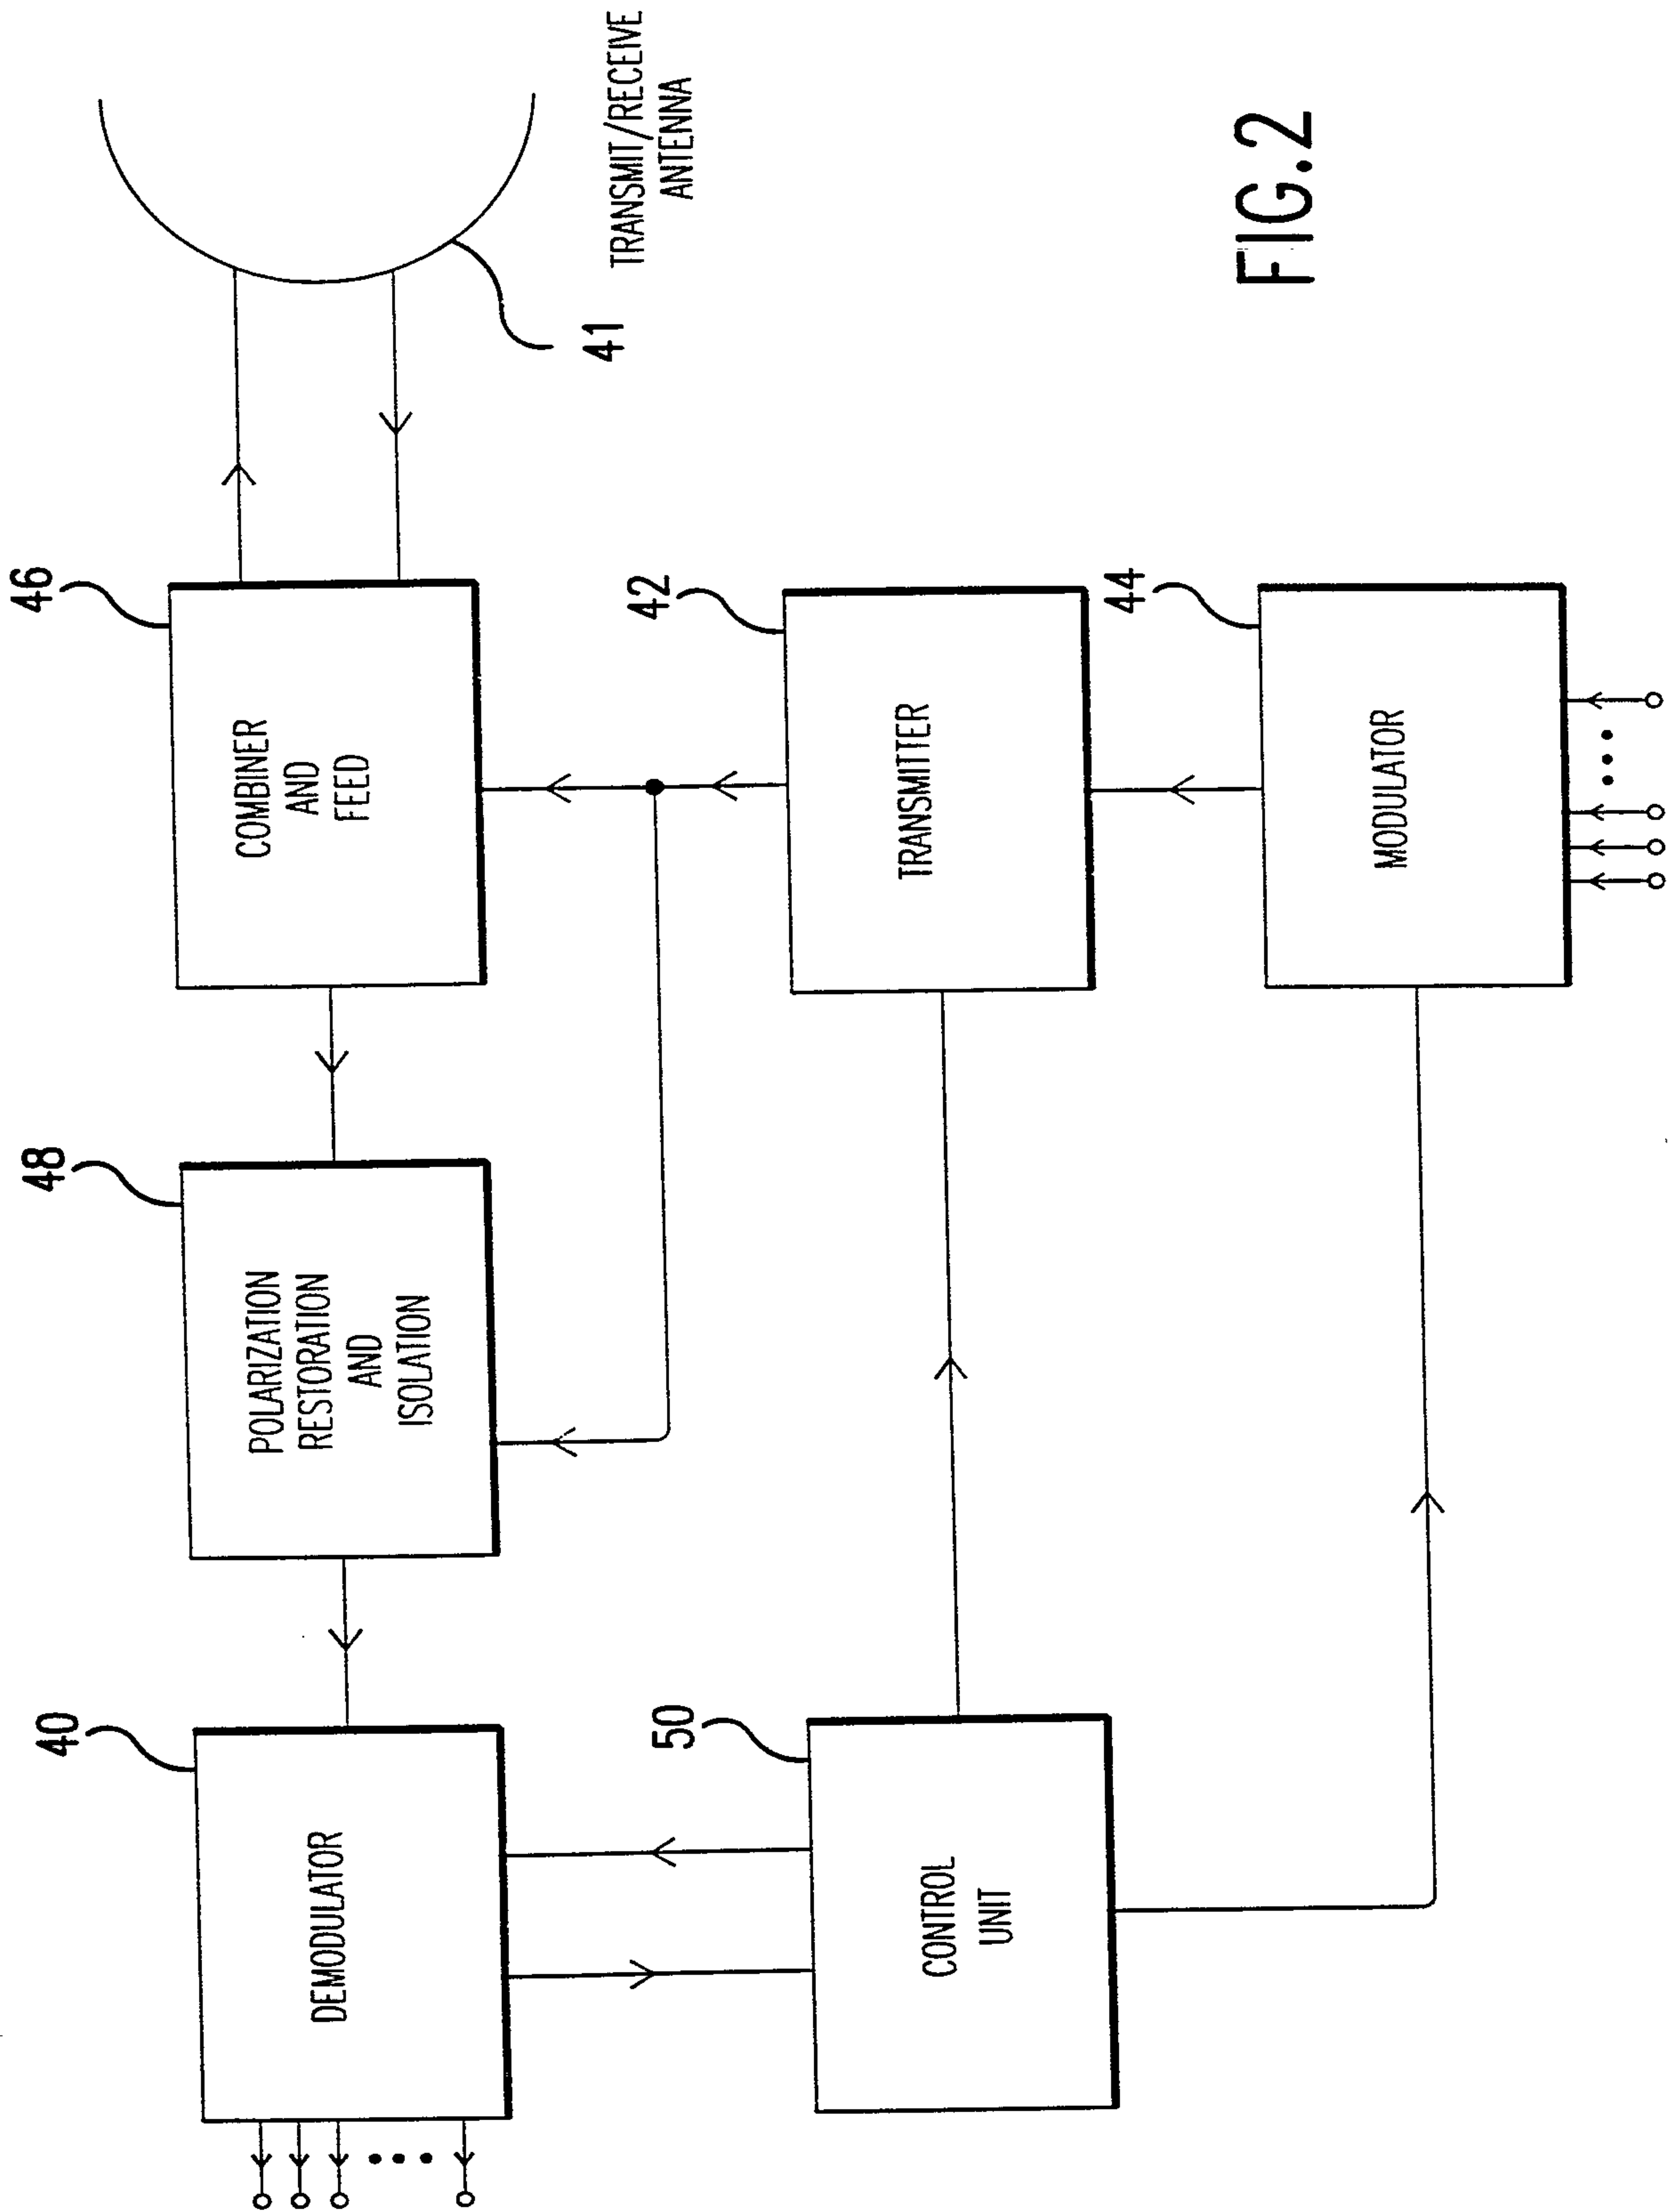 40
DEMODULATOR
48
POLARIZATION
RESTORATION
AND
ISOLATION
46
COMBINER
AND
FEED
41
TRANSMIT/RECEIVE
ANTENNA
50
CONTROL
UNIT
42
TRANSMITTER
44
MODULATOR
FIG.2